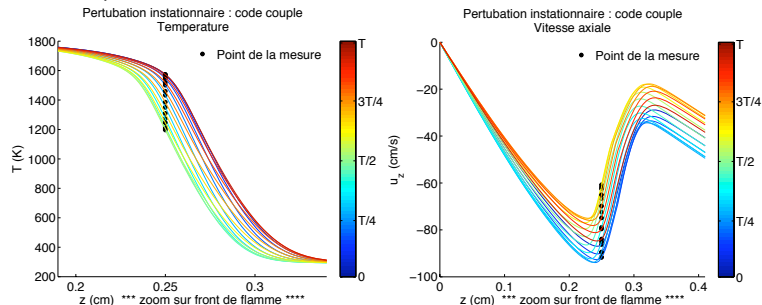 Pertubation instationnaire : code couple
Temperature
Point de la mesure
T (K)
1800
1600
1400
1200
1000
800
600
400
200
0.2
0.25
0.3
z (cm) *** zoom sur front de flamme ****
T
3T/4
T/2
T/4
0
Pertubation instationnaire : code couple
Vitesse axiale
Point de la mesure
u_z (cm/s)
0
−20
−40
−60
−80
−100
0
0.1
0.2
0.3
0.4
z (cm) *** zoom sur front de flamme ****
T
3T/4
T/2
T/4
0